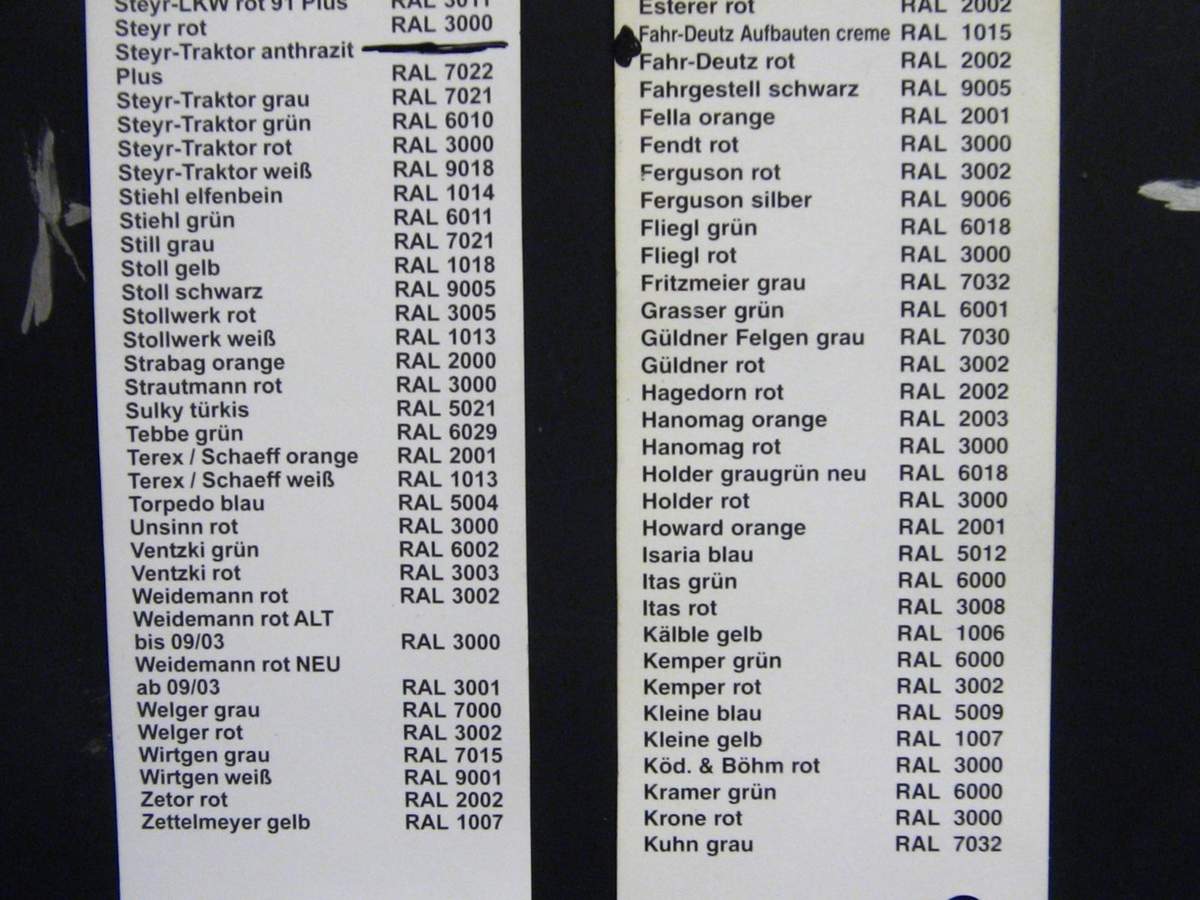 Steyr-LKW rot 91 Plus RAL 3011
Steyr rot RAL 3000
Steyr-Traktor anthrazit
Plus RAL 7022
Steyr-Traktor grau RAL 7021
Steyr-Traktor grün RAL 6010
Steyr-Traktor rot RAL 3000
Steyr-Traktor weiß RAL 9018
Stiehl elfenbein RAL 1014
Stiehl grün RAL 6011
Still grau RAL 7021
Stoll gelb RAL 1018
Stoll schwarz RAL 9005
Stollwerk rot RAL 3005
Stollwerk weiß RAL 1013
Strabag orange RAL 2000
Strautmann rot RAL 3000
Sulky türkis RAL 5021
Tebbe grün RAL 6029
Terex / Schaeff orange RAL 2001
Terex / Schaeff weiß RAL 1013
Torpedo blau RAL 5004
Unsinn rot RAL 3000
Ventzki grün RAL 6002
Ventzki rot RAL 3003
Weidemann rot RAL 3002
Weidemann rot ALT
bis 09/03 RAL 3000
Weidemann rot NEU
ab 09/03 RAL 3001
Welger grau RAL 7000
Welger rot RAL 3002
Wirtgen grau RAL 7015
Wirtgen weiß RAL 9001
Zetor rot RAL 2002
Zettelmeyer gelb RAL 1007
Esterer rot RAL 2002
Fahr-Deutz Aufbauten creme RAL 1015
Fahr-Deutz rot RAL 2002
Fahrgestell schwarz RAL 9005
Fella orange RAL 2001
Fendt rot RAL 3000
Ferguson rot RAL 3002
Ferguson silber RAL 9006
Fliegl grün RAL 6018
Fliegl rot RAL 3000
Fritzmeier grau RAL 7032
Grasser grün RAL 6001
Güldner Felgen grau RAL 7030
Güldner rot RAL 3002
Hagedorn rot RAL 2002
Hanomag orange RAL 2003
Hanomag rot RAL 3000
Holder graugrün neu RAL 6018
Holder rot RAL 3000
Howard orange RAL 2001
Isaria blau RAL 5012
Itas grün RAL 6000
Itas rot RAL 3008
Kälble gelb RAL 1006
Kemper grün RAL 6000
Kemper rot RAL 3002
Kleine blau RAL 5009
Kleine gelb RAL 1007
Köd. & Böhm rot RAL 3000
Kramer grün RAL 6000
Krone rot RAL 3000
Kuhn grau RAL 7032